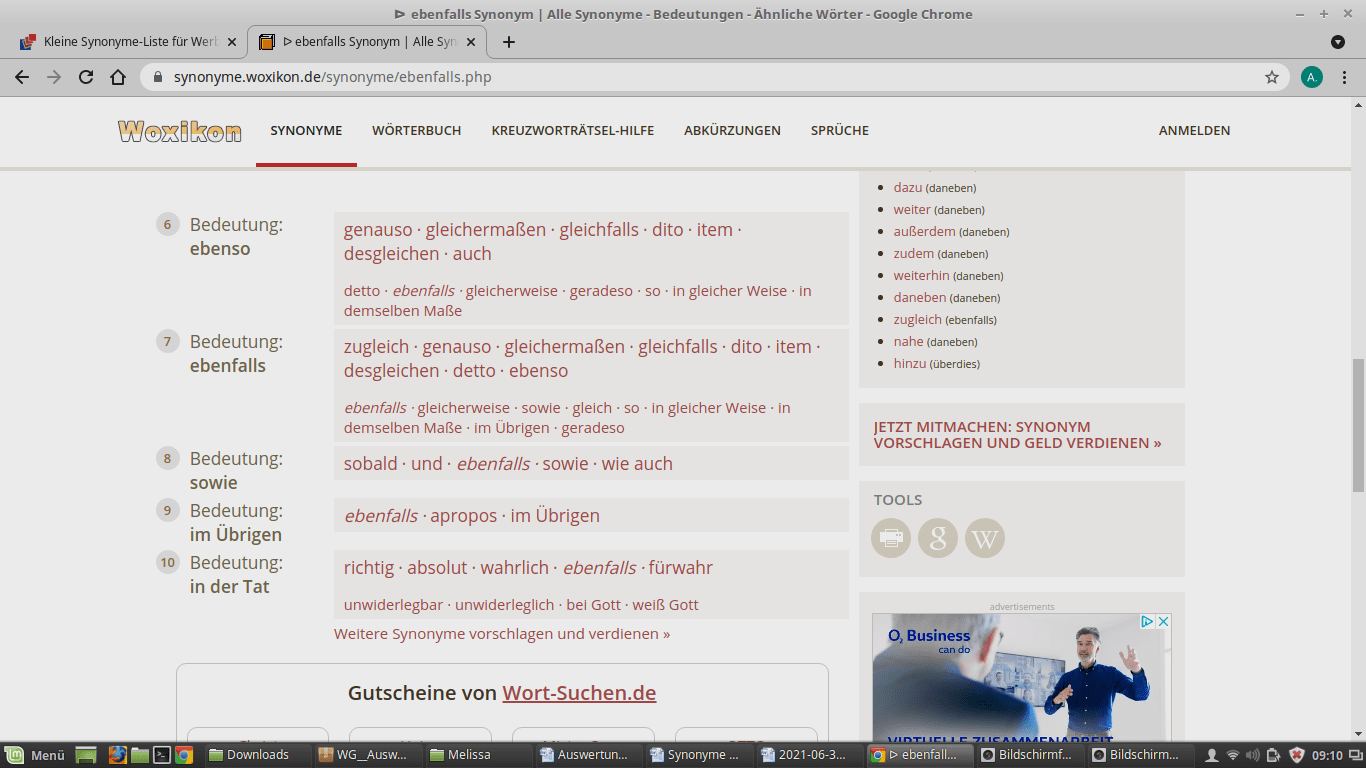 ᐅ ebenfalls Synonym | Alle Synonyme - Bedeutungen - Ähnliche Wörter - Google Chrome
Kleine Synonyme-Liste für Werb
ᐅ ebenfalls Synonym | Alle Syn
synonyme.woxikon.de/synonyme/ebenfalls.php
A.
Woxikon SYNONYME WÖRTERBUCH KREUZWORTRÄTSEL-HILFE ABKÜRZUNGEN SPRÜCHE ANMELDEN
6 Bedeutung:
ebenso
genauso · gleichermaßen · gleichfalls · dito · item ·
desgleichen · auch
detto · ebenfalls · gleicherweise · geradeso · so · in gleicher Weise · in
demselben Maße
7 Bedeutung:
ebenfalls
zugleich · genauso · gleichermaßen · gleichfalls · dito · item ·
desgleichen · detto · ebenso
ebenfalls · gleicherweise · sowie · gleich · so · in gleicher Weise · in
demselben Maße · im Übrigen · geradeso
8 Bedeutung:
sowie
sobald · und · ebenfalls · sowie · wie auch
9 Bedeutung:
im Übrigen
ebenfalls · apropos · im Übrigen
10 Bedeutung:
in der Tat
richtig · absolut · wahrlich · ebenfalls · fürwahr
unwiderlegbar · unwiderleglich · bei Gott · weiß Gott
Weitere Synonyme vorschlagen und verdienen »
Gutscheine von Wort-Suchen.de
dazu (daneben)
weiter (daneben)
außerdem (daneben)
zudem (daneben)
weiterhin (daneben)
daneben (daneben)
zugleich (ebenfalls)
nahe (daneben)
hinzu (überdies)
JETZT MITMACHEN: SYNONYM
VORSCHLAGEN UND GELD VERDIENEN »
TOOLS
g W
advertisements
O₂ Business
can do
VIRTUELLE ZUSAMMENARBEIT
Menü Downloads WG_Ausw... Melissa Auswertun... Synonyme ... 2021-06-3... ᐅ ebenfall... Bildschirmf... Bildschirm... 09:10